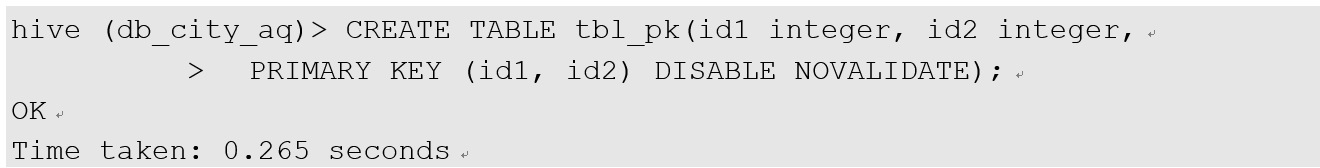 hive (db_city_aq)> CREATE TABLE tbl_pk(id1 integer, id2 integer,
> PRIMARY KEY (id1, id2) DISABLE NOVALIDATE);
OK
Time taken: 0.265 seconds